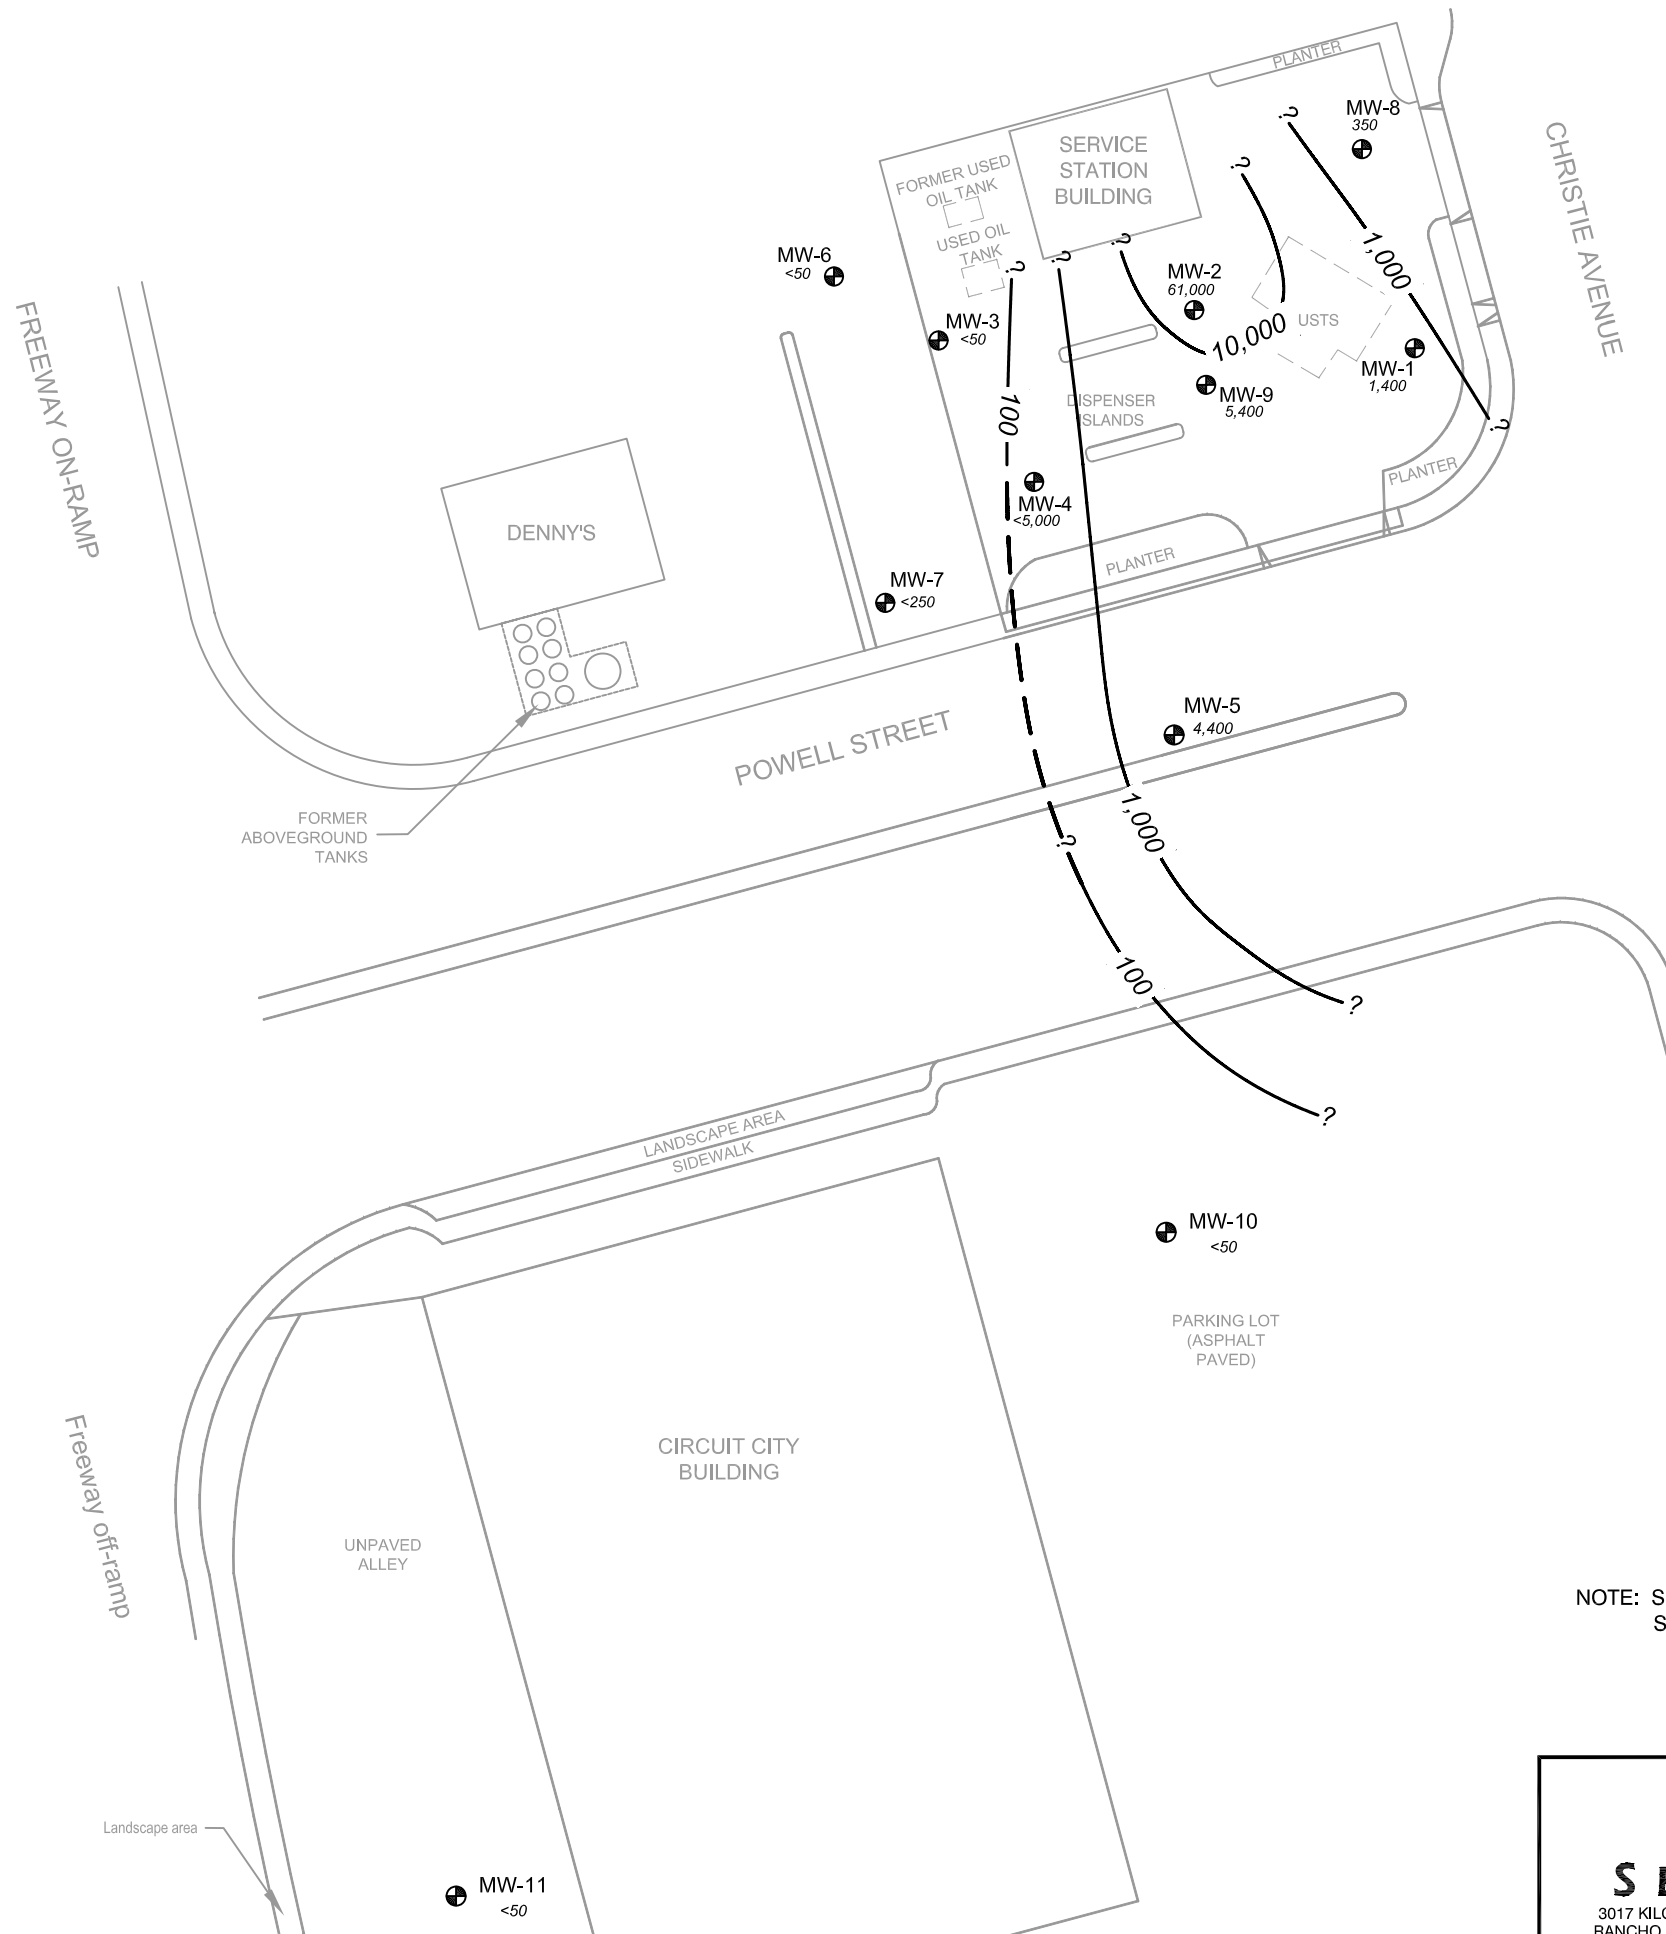 PLANTER
MW-8
350
CHRISTIE AVENUE
SERVICE
STATION
BUILDING
FORMER USED
OIL TANK
USED OIL
TANK
?
?
?
?
?
MW-6
<50
MW-2
61,000
1,000
MW-3
<50
10,000
USTS
FREEWAY ON-RAMP
MW-1
1,400
MW-9
5,400
100
DISPENSER
ISLANDS
?
PLANTER
MW-4
<5,000
DENNY'S
PLANTER
MW-7
<250
MW-5
4,400
POWELL STREET
FORMER
ABOVEGROUND
TANKS
1,000
?
100
?
?
LANDSCAPE AREA
SIDEWALK
MW-10
<50
PARKING LOT
(ASPHALT
PAVED)
CIRCUIT CITY
BUILDING
Freeway off-ramp
UNPAVED
ALLEY
NOTE: S
S
Landscape area
MW-11
<50
S
3017 KILO
RANCHO